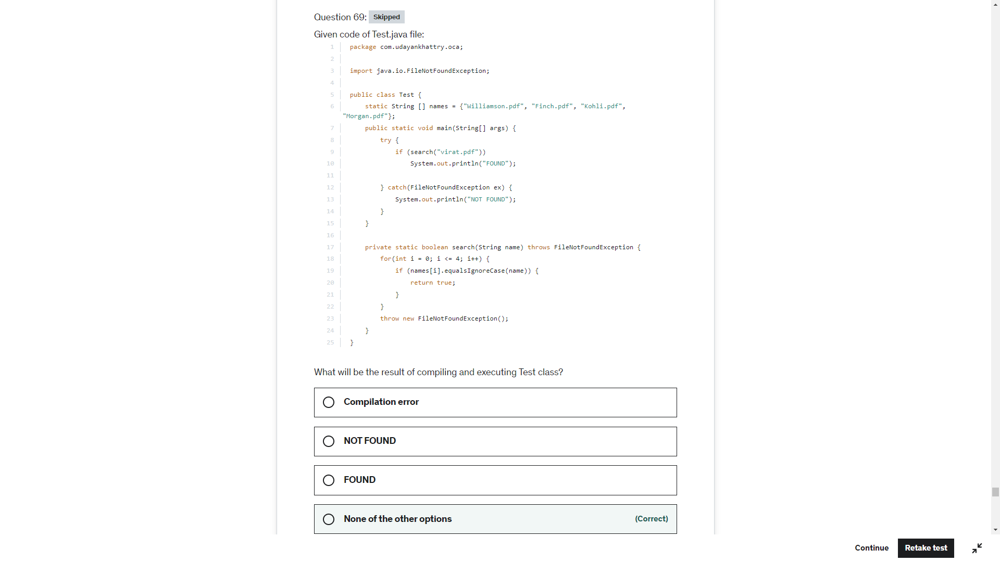 Question 69: Skipped
Given code of Test.java file:
1 package com.udayankhattry.oca;
2
3 import java.io.FileNotFoundException;
4
5 public class Test {
6 static String [] names = {"Williamson.pdf", "Finch.pdf", "Kohli.pdf",
"Morgan.pdf"};
7 public static void main(String[] args) {
8 try {
9 if (search("virat.pdf"))
10 System.out.println("FOUND");
11
12 } catch(FileNotFoundException ex) {
13 System.out.println("NOT FOUND");
14 }
15 }
16
17 private static boolean search(String name) throws FileNotFoundException {
18 for(int i = 0; i <= 4; i++) {
19 if (names[i].equalsIgnoreCase(name)) {
20 return true;
21 }
22 }
23 throw new FileNotFoundException();
24 }
25 }
What will be the result of compiling and executing Test class?
Compilation error
NOT FOUND
FOUND
None of the other options (Correct)
Continue Retake test